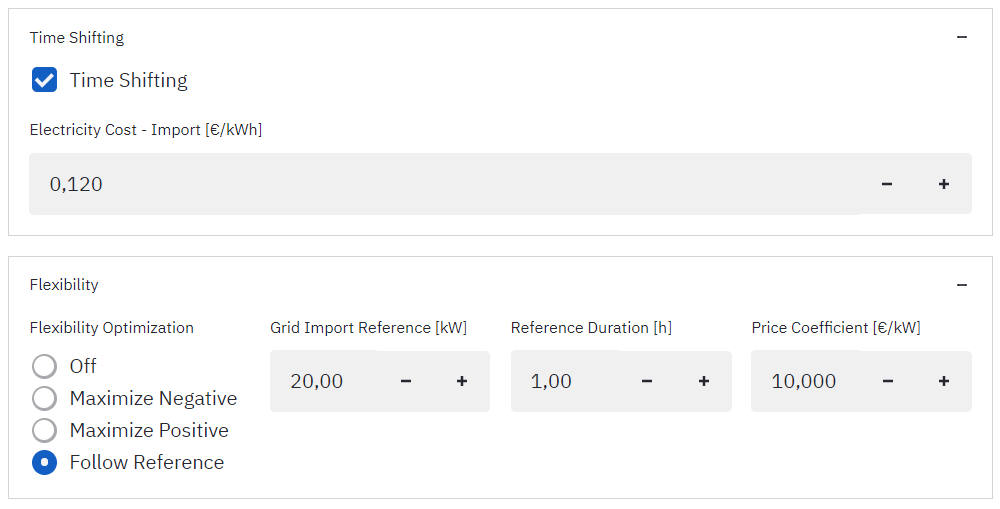 Time Shifting
Time Shifting
Electricity Cost - Import [€/kWh]
0,120
Flexibility
Flexibility Optimization
Off
Maximize Negative
Maximize Positive
Follow Reference
Grid Import Reference [kW]
20,00
Reference Duration [h]
1,00
Price Coefficient [€/kW]
10,000